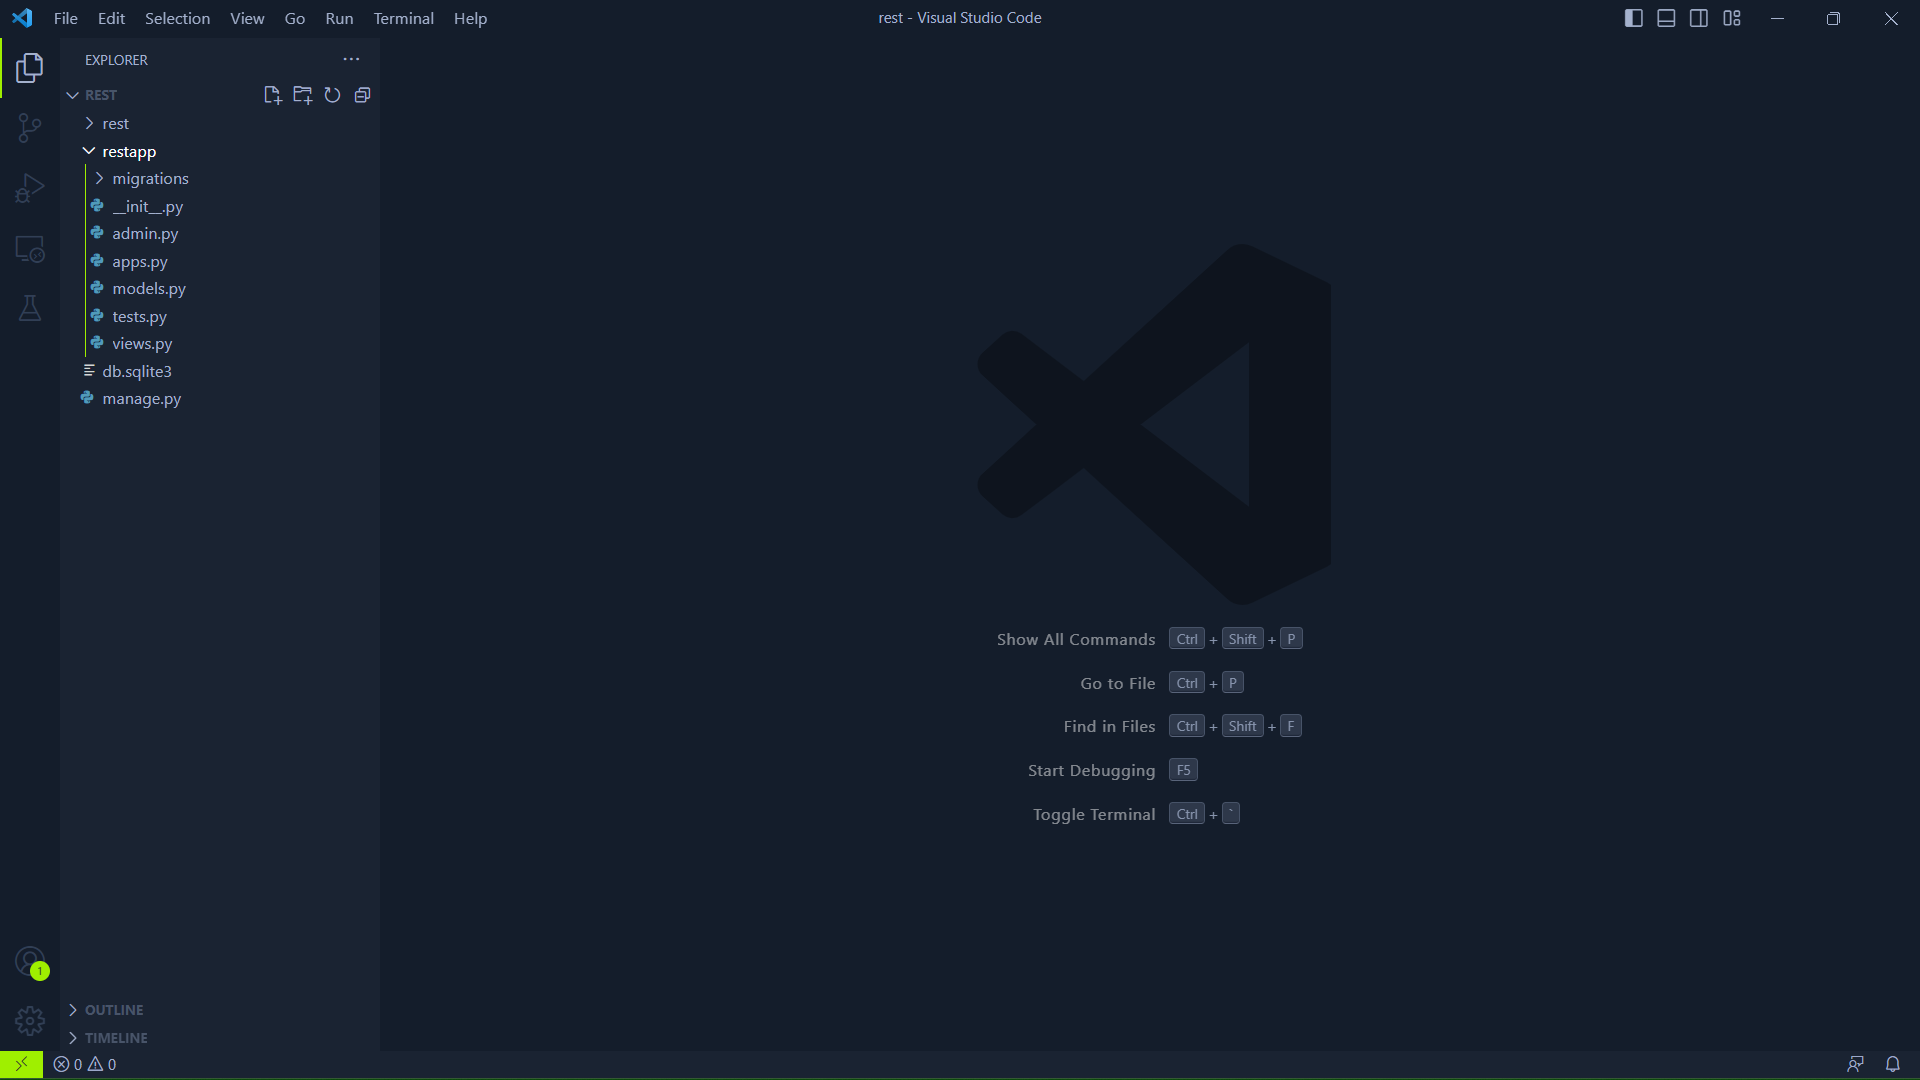 File Edit Selection View Go Run Terminal Help
rest - Visual Studio Code
EXPLORER
REST
rest
restapp
migrations
__init__.py
admin.py
apps.py
models.py
tests.py
views.py
db.sqlite3
manage.py
Show All Commands Ctrl + Shift + P
Go to File Ctrl + P
Find in Files Ctrl + Shift + F
Start Debugging F5
Toggle Terminal Ctrl + `
1
OUTLINE
TIMELINE
0 0